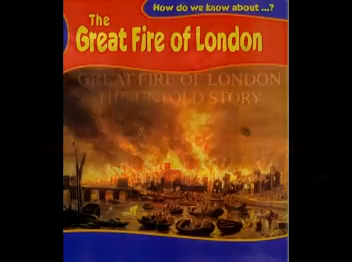 How do we know about ...?
The
Great Fire of London
GREAT FIRE OF LONDON
THE UNTOLD STORY